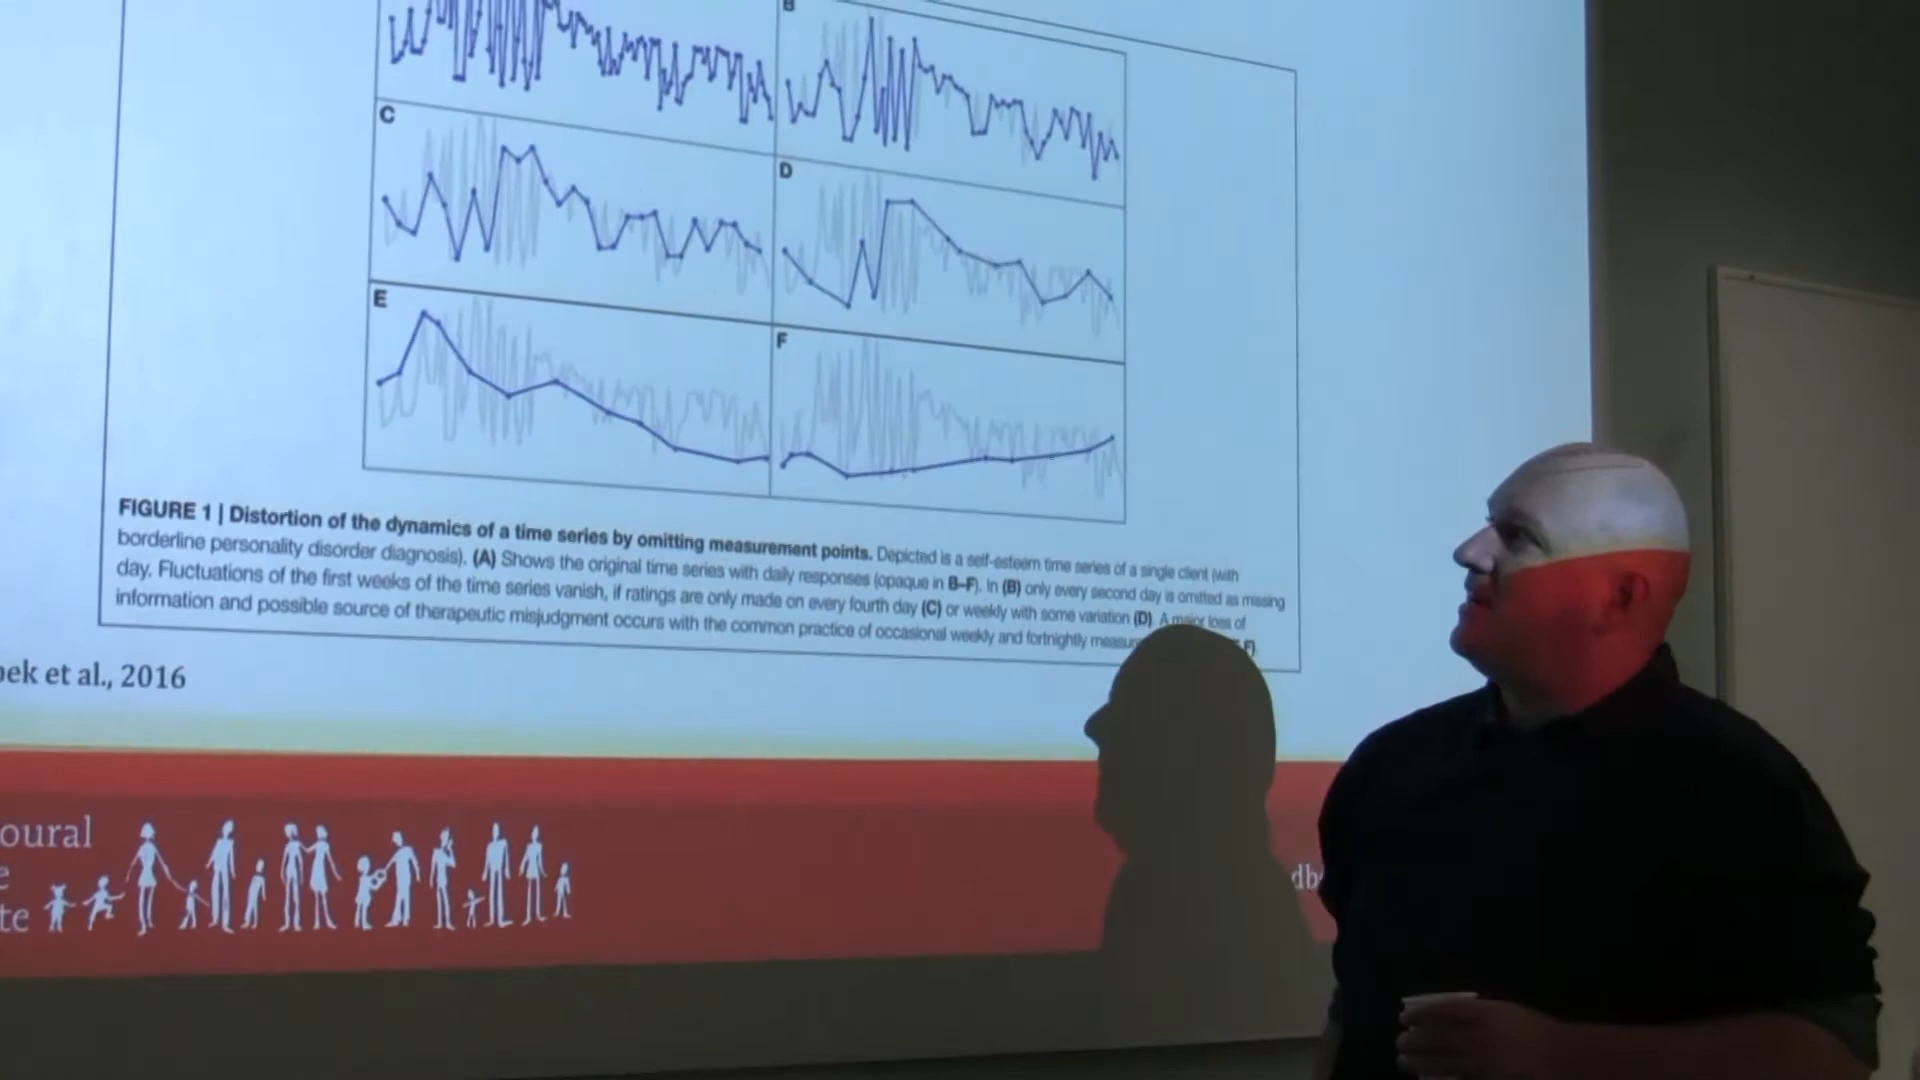 B
C
D
E
F
FIGURE 1 | Distortion of the dynamics of a time series by omitting measurement points. Depicted is a self-esteem time series of a single client (with
borderline personality disorder diagnosis). (A) Shows the original time series with daily responses (opaque in B–F). In (B) only every second day is omitted as missing
day. Fluctuations of the first weeks of the time series vanish, if ratings are only made on every fourth day (C) or weekly with some variation (D). A major loss of
information and possible source of therapeutic misjudgment occurs with the common practice of occasional weekly and fortnightly measur F)
ek et al., 2016
oural
e
te
db